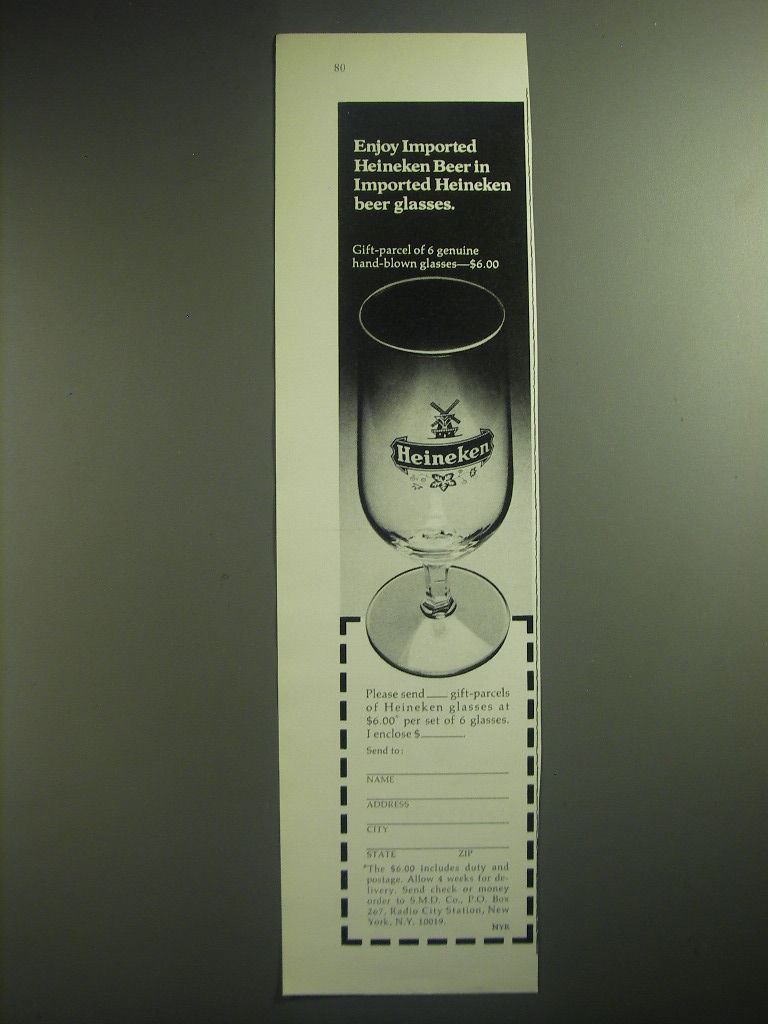 80
Enjoy Imported
Heineken Beer in
Imported Heineken
beer glasses.
Gift-parcel of 6 genuine
hand-blown glasses—$6.00
Heineken
Please send ___ gift-parcels
of Heineken glasses at
$6.00* per set of 6 glasses.
I enclose $______.
Send to:
NAME
ADDRESS
CITY
STATE ZIP
*The $6.00 includes duty and
postage. Allow 4 weeks for de-
livery. Send check or money
order to S.M.D. Co., P.O. Box
267, Radio City Station, New
York, N.Y. 10019.
NYR